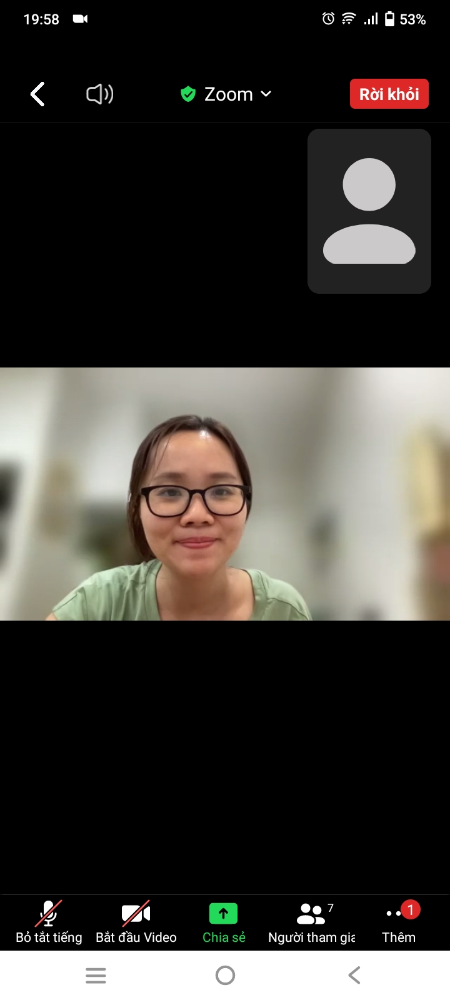 19:58
53%
Zoom
Rời khỏi
7
1
Bỏ tắt tiếng
Bắt đầu Video
Chia sẻ
Người tham gia
Thêm